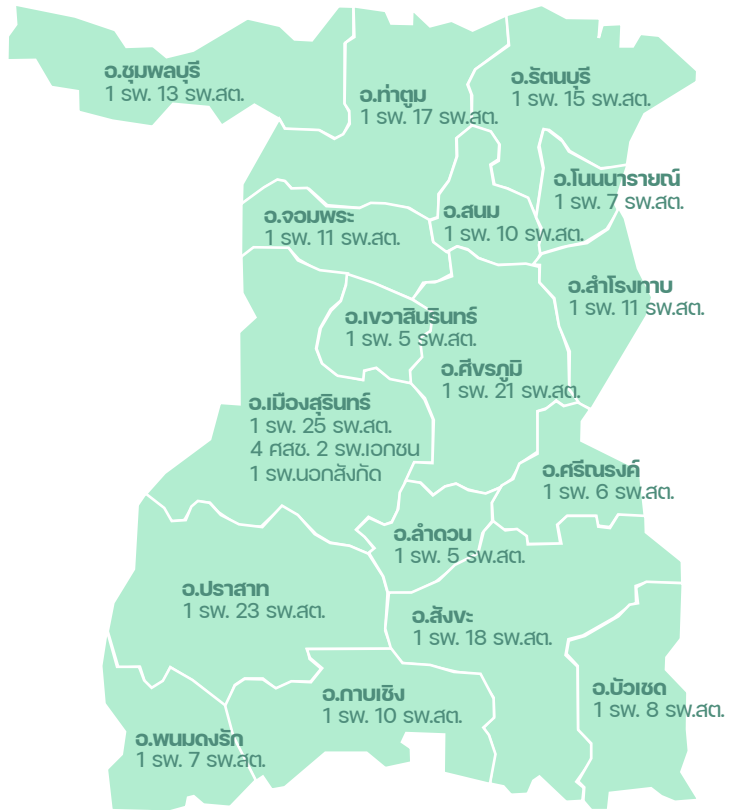 อ.ชุมพลบุรี
1 รพ. 13 รพ.สต.
อ.ท่าตูม
1 รพ. 17 รพ.สต.
อ.รัตนบุรี
1 รพ. 15 รพ.สต.
อ.โนนนารายณ์
1 รพ. 7 รพ.สต.
อ.จอมพระ
1 รพ. 11 รพ.สต.
อ.สนม
1 รพ. 10 รพ.สต.
อ.สำโรงทาบ
1 รพ. 11 รพ.สต.
อ.เขวาสินรินทร์
1 รพ. 5 รพ.สต.
อ.ศีขรภูมิ
1 รพ. 21 รพ.สต.
อ.เมืองสุรินทร์
1 รพ. 25 รพ.สต.
4 ศสช. 2 รพ.เอกชน
1 รพ.นอกสังกัด
อ.ศรีณรงค์
1 รพ. 6 รพ.สต.
อ.ลำดวน
1 รพ. 5 รพ.สต.
อ.ปราสาท
1 รพ. 23 รพ.สต.
อ.สังขะ
1 รพ. 18 รพ.สต.
อ.กาบเชิง
1 รพ. 10 รพ.สต.
อ.บัวเชด
1 รพ. 8 รพ.สต.
อ.พนมดงรัก
1 รพ. 7 รพ.สต.